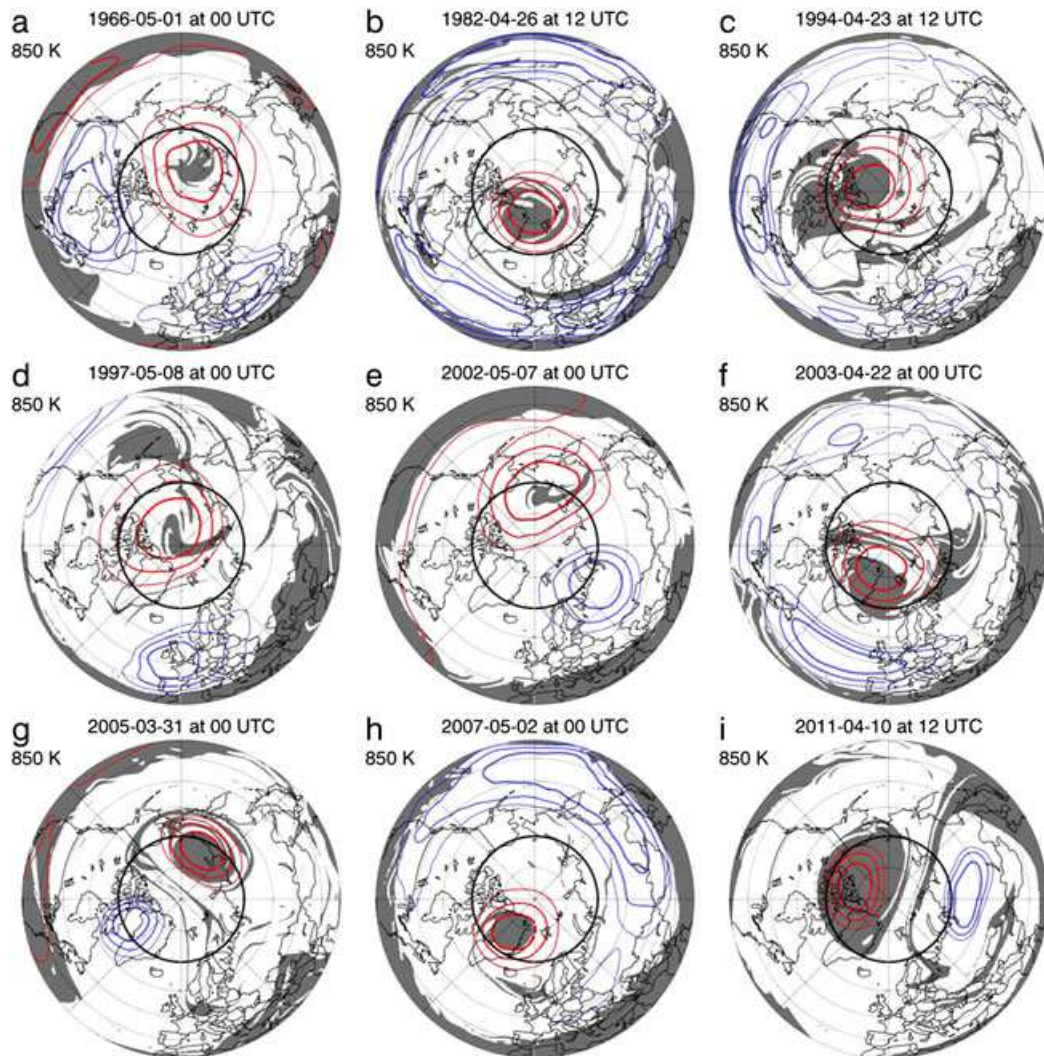 a 1966-05-01 at 00 UTC
850 K
b 1982-04-26 at 12 UTC
850 K
c 1994-04-23 at 12 UTC
850 K
d 1997-05-08 at 00 UTC
850 K
e 2002-05-07 at 00 UTC
850 K
f 2003-04-22 at 00 UTC
850 K
g 2005-03-31 at 00 UTC
850 K
h 2007-05-02 at 00 UTC
850 K
i 2011-04-10 at 12 UTC
850 K